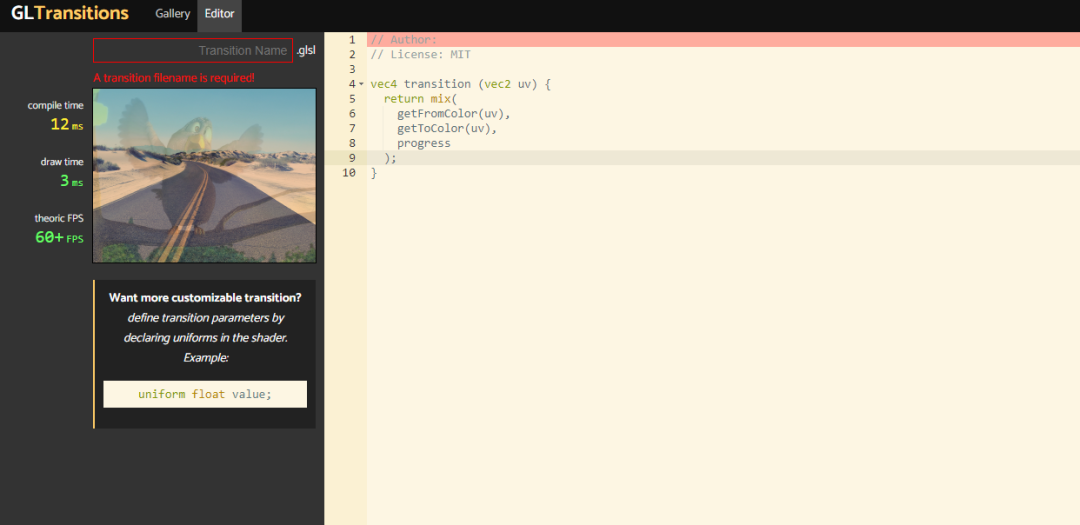 GLTransitions Gallery Editor
Transition Name .glsl
A transition filename is required!
compile time
12 ms
draw time
3 ms
theoric FPS
60+ FPS
Want more customizable transition?
define transition parameters by
declaring uniforms in the shader.
Example:
uniform float value;
1 // Author:
2 // License: MIT
3
4 vec4 transition (vec2 uv) {
5 return mix(
6 getFromColor(uv),
7 getToColor(uv),
8 progress
9 );
10 }